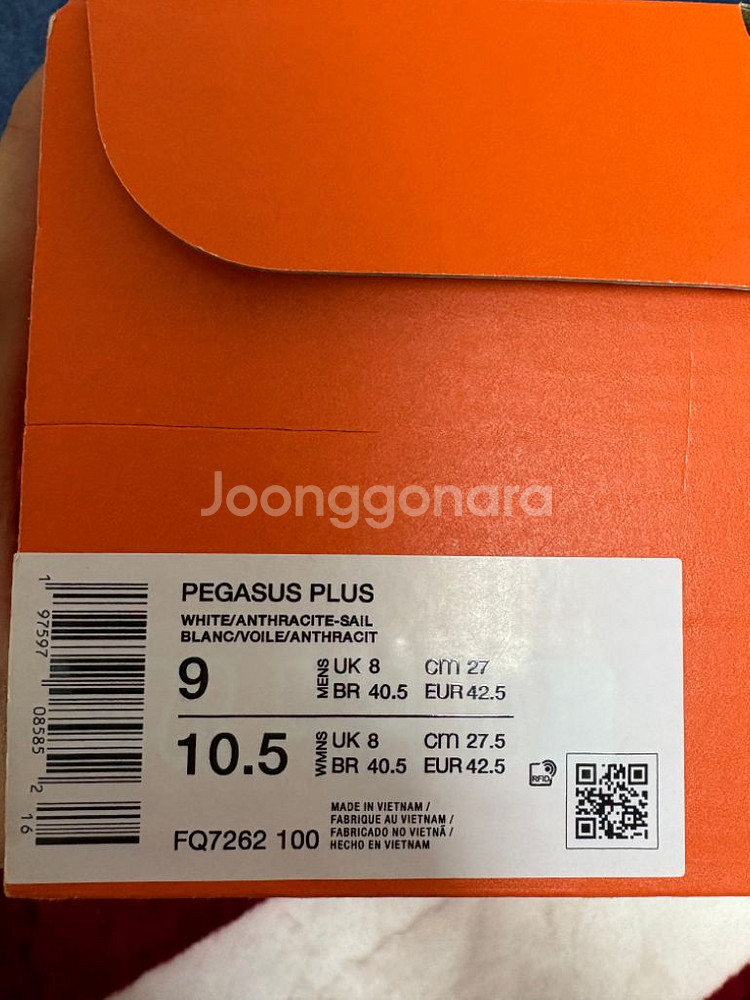 Joonggonara
PEGASUS PLUS
WHITE/ANTHRACITE-SAIL
BLANC/VOILE/ANTHRACIT
9
MENS
UK 8 cm 27
BR 40.5 EUR 42.5
10.5
WMNS
UK 8 cm 27.5
BR 40.5 EUR 42.5
RFID
FQ7262 100
MADE IN VIETNAM /
FABRIQUE AU VIETNAM /
FABRICADO NO VIETNÃ /
HECHO EN VIETNAM
1 97597 08585 2 16